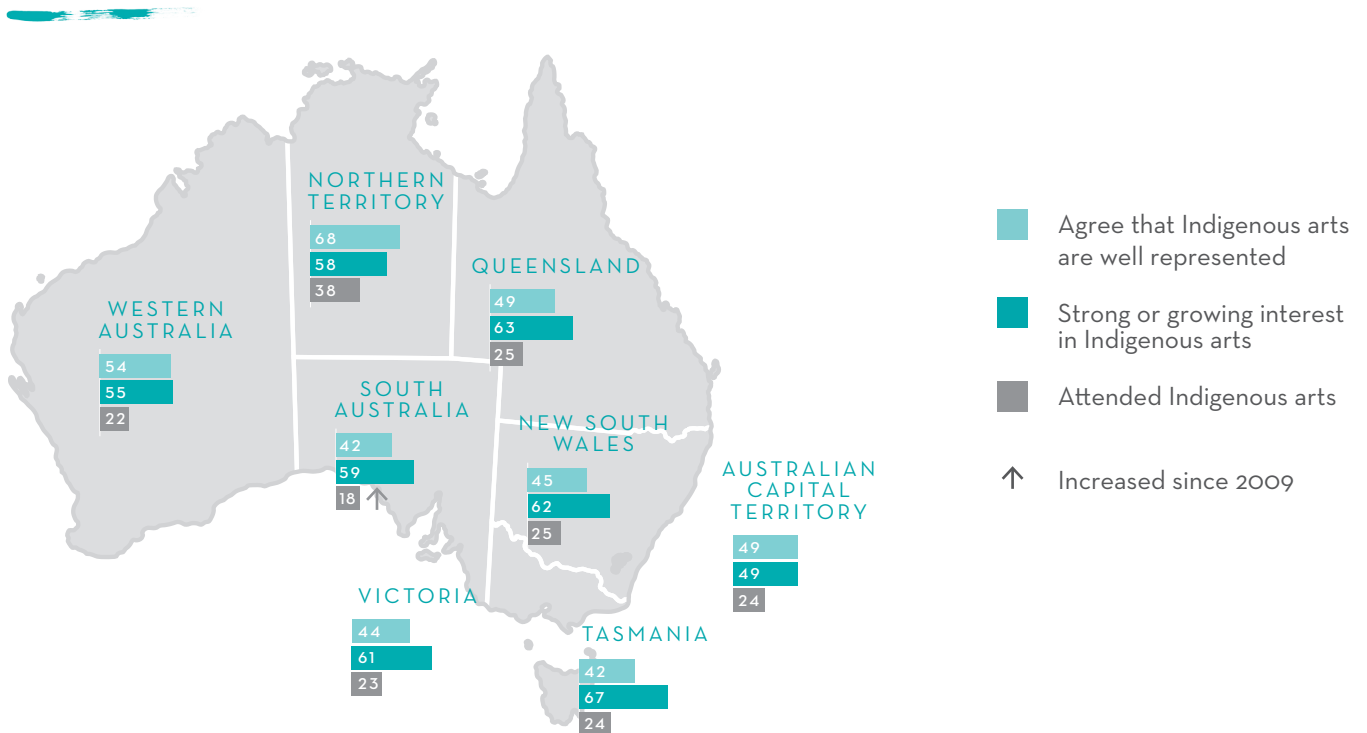 NORTHERN
TERRITORY
68
58
38
QUEENSLAND
49
63
25
WESTERN
AUSTRALIA
54
55
22
SOUTH
AUSTRALIA
42
59
18
NEW SOUTH
WALES
45
62
25
AUSTRALIAN
CAPITAL
TERRITORY
49
49
24
VICTORIA
44
61
23
TASMANIA
42
67
24
Agree that Indigenous arts
are well represented
Strong or growing interest
in Indigenous arts
Attended Indigenous arts
Increased since 2009